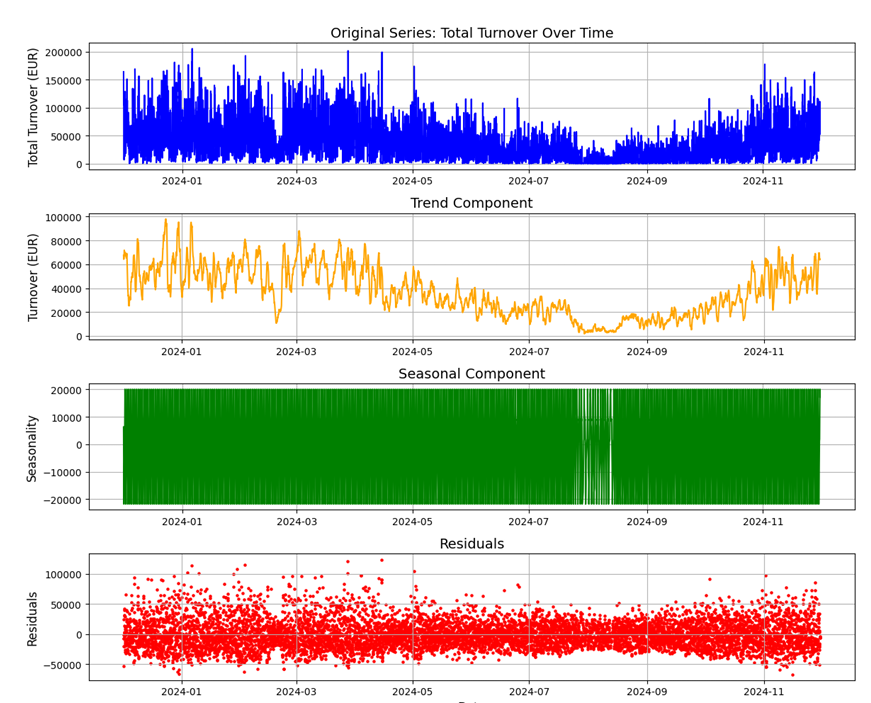 Original Series: Total Turnover Over Time
Total Turnover (EUR)
200000
150000
100000
50000
0
2024-01 2024-03 2024-05 2024-07 2024-09 2024-11
Trend Component
Turnover (EUR)
100000
80000
60000
40000
20000
0
2024-01 2024-03 2024-05 2024-07 2024-09 2024-11
Seasonal Component
Seasonality
20000
10000
0
−10000
−20000
2024-01 2024-03 2024-05 2024-07 2024-09 2024-11
Residuals
Residuals
100000
50000
0
−50000
2024-01 2024-03 2024-05 2024-07 2024-09 2024-11